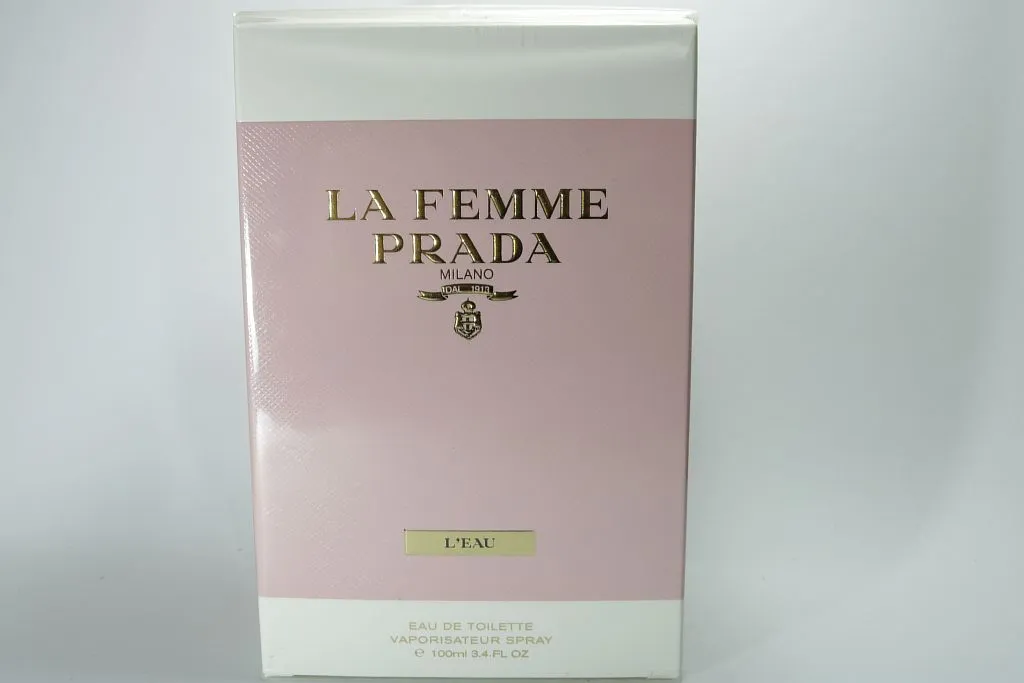 LA FEMME
PRADA
MILANO
DAL 1913
L'EAU
EAU DE TOILETTE
VAPORISATEUR SPRAY
℮ 100ml 3.4 FL OZ